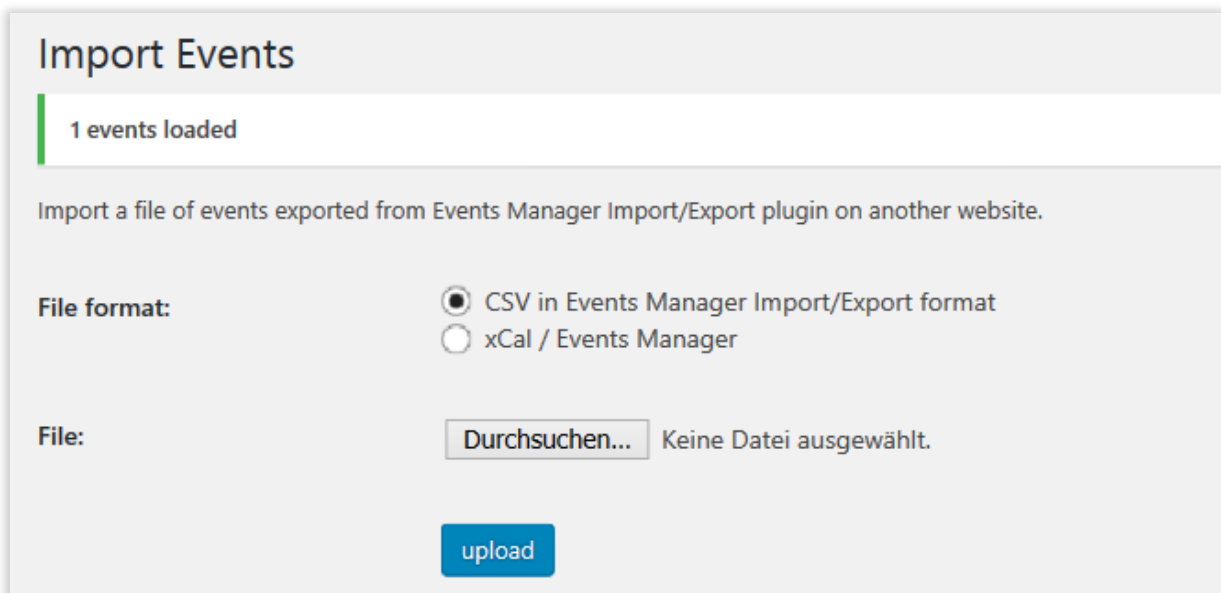 Import Events
1 events loaded
Import a file of events exported from Events Manager Import/Export plugin on another website.
File format:
CSV in Events Manager Import/Export format
xCal / Events Manager
File:
Durchsuchen... Keine Datei ausgewählt.
upload